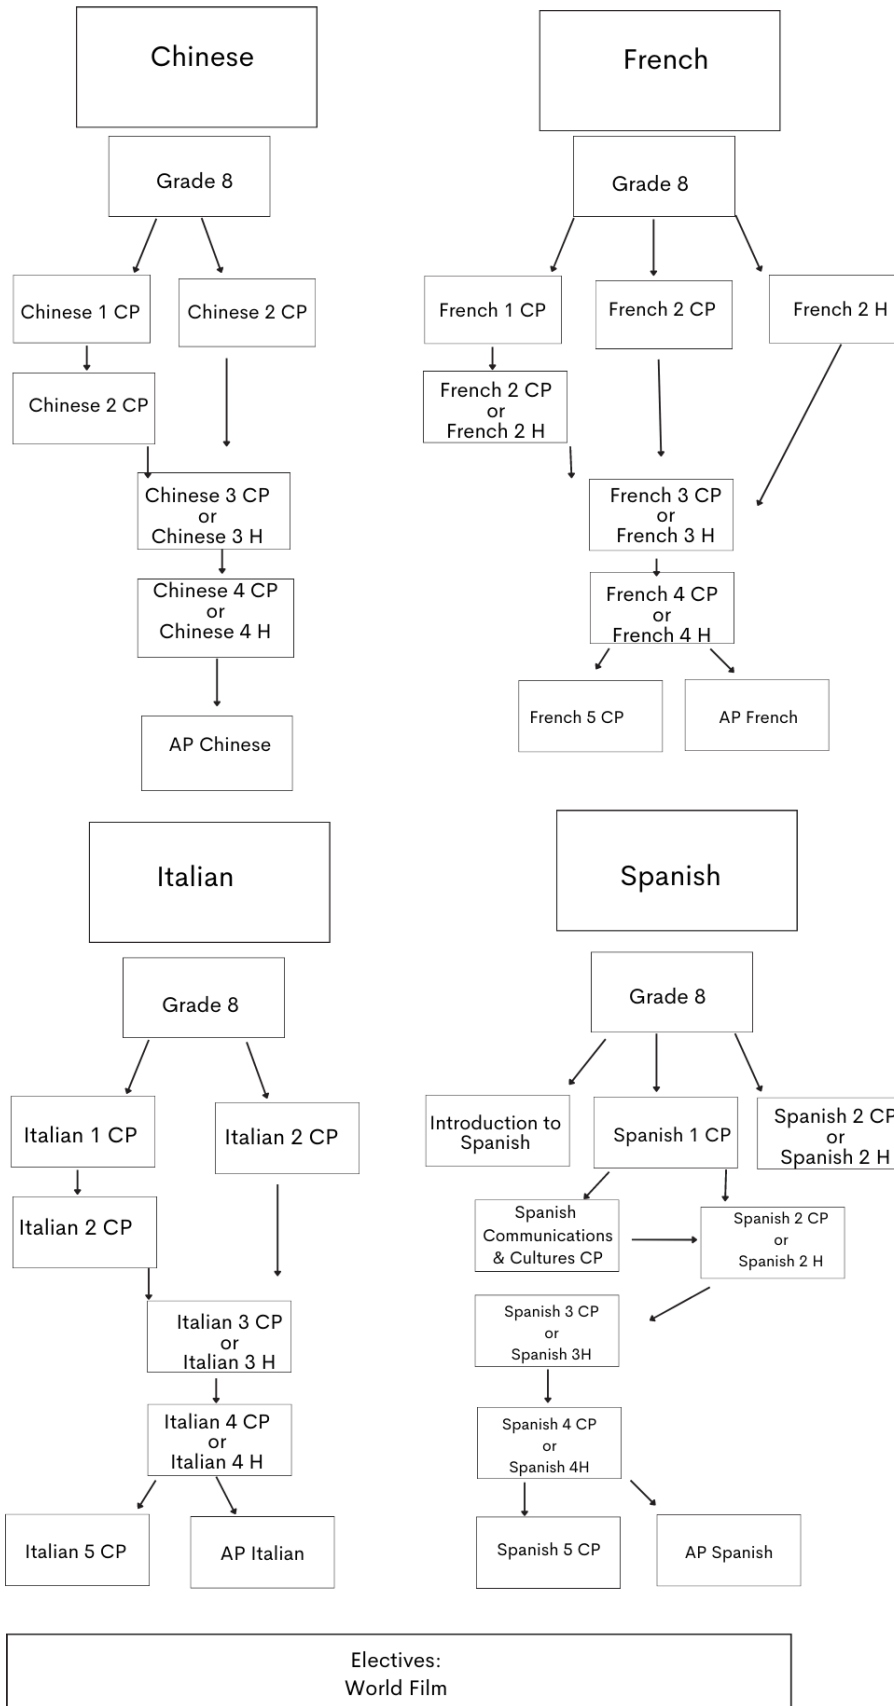 Chinese
Grade 8
Chinese 1 CP
Chinese 2 CP
Chinese 2 CP
Chinese 3 CP
or
Chinese 3 H
Chinese 4 CP
or
Chinese 4 H
AP Chinese
French
Grade 8
French 1 CP
French 2 CP
French 2 H
French 2 CP
or
French 2 H
French 3 CP
or
French 3 H
French 4 CP
or
French 4 H
French 5 CP
AP French
Italian
Grade 8
Italian 1 CP
Italian 2 CP
Italian 2 CP
Italian 3 CP
or
Italian 3 H
Italian 4 CP
or
Italian 4 H
Italian 5 CP
AP Italian
Spanish
Grade 8
Introduction to
Spanish
Spanish 1 CP
Spanish 2 CP
or
Spanish 2 H
Spanish
Communications
& Cultures CP
Spanish 2 CP
or
Spanish 2 H
Spanish 3 CP
or
Spanish 3H
Spanish 4 CP
or
Spanish 4H
Spanish 5 CP
AP Spanish
Electives:
World Film